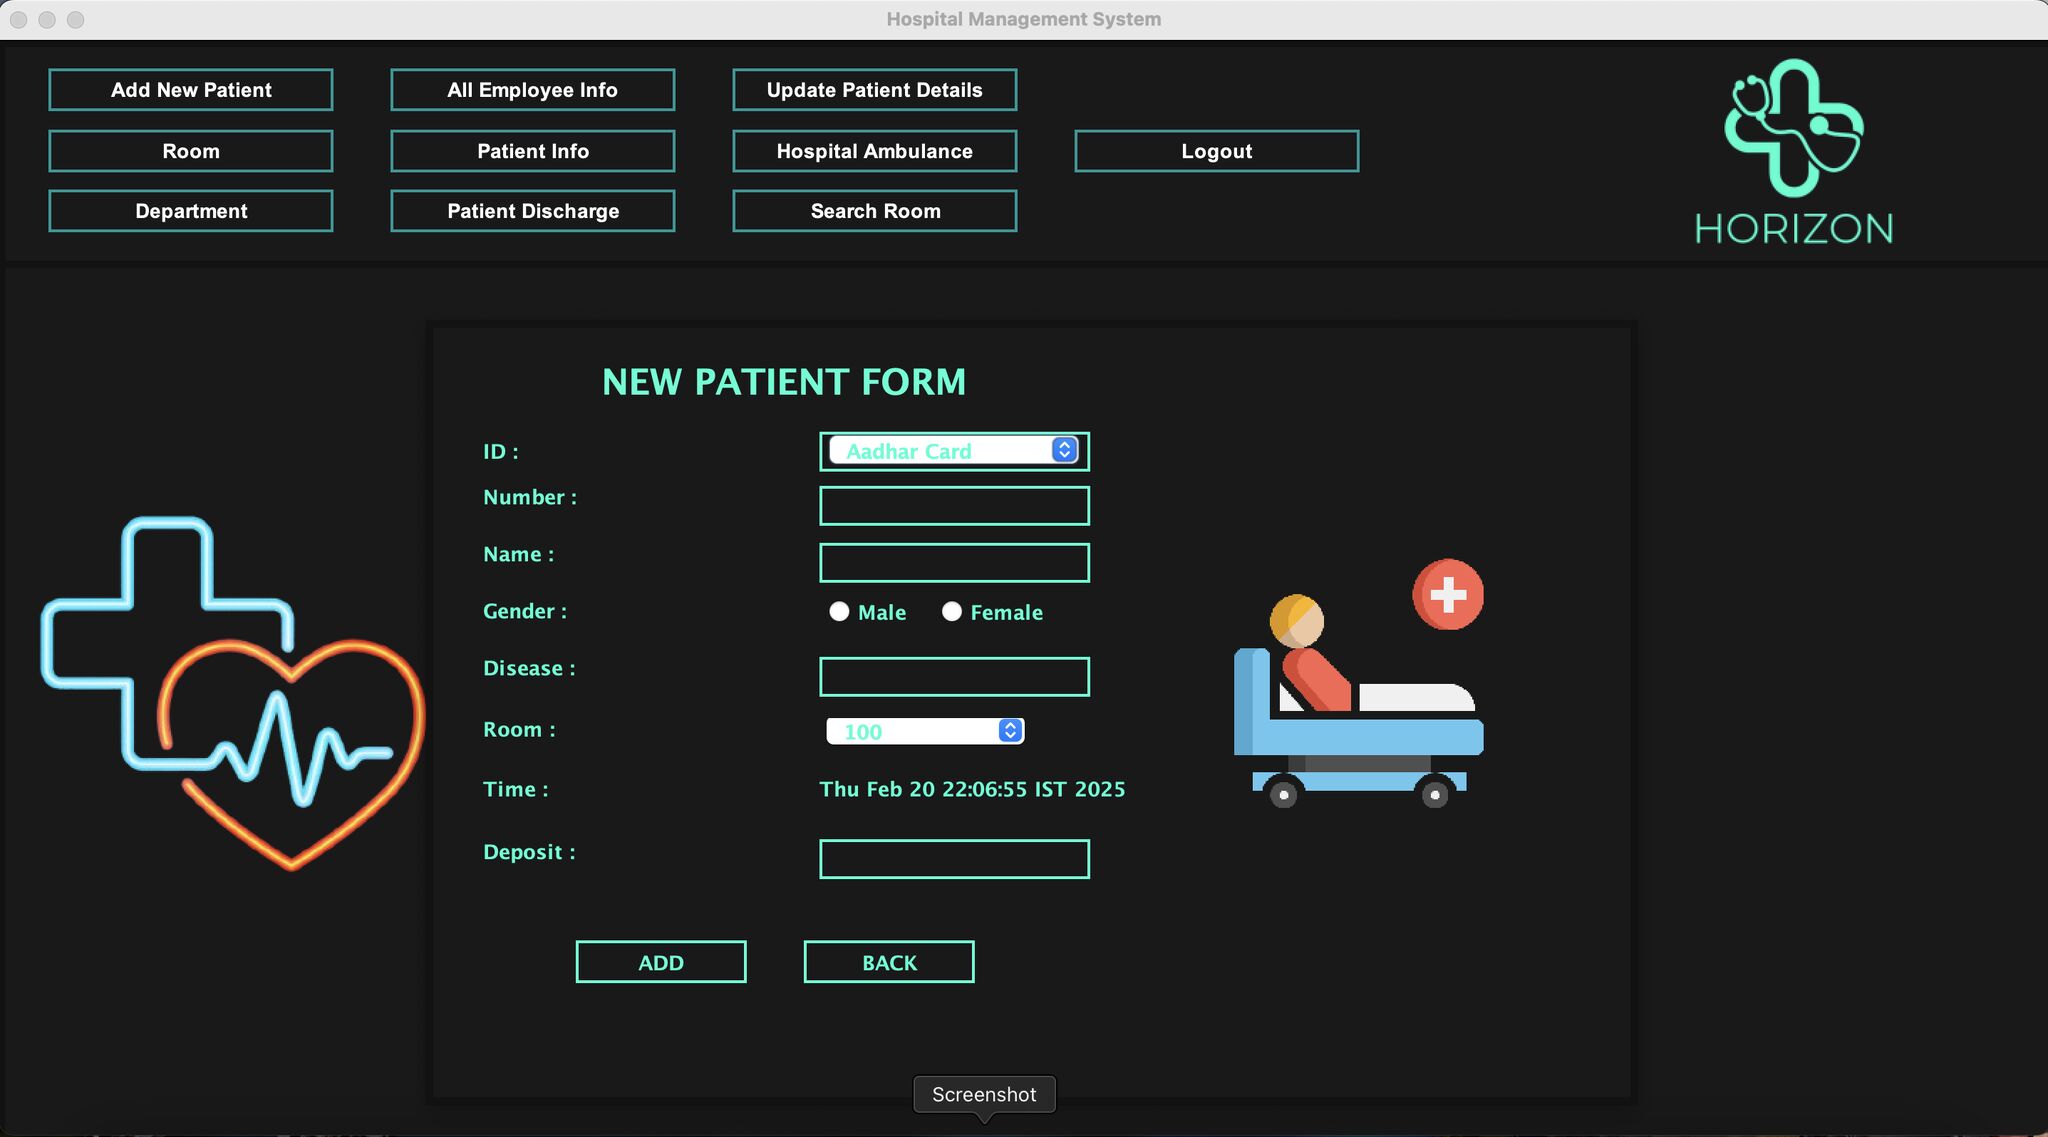 Hospital Management System
Add New Patient
All Employee Info
Update Patient Details
Room
Patient Info
Hospital Ambulance
Logout
Department
Patient Discharge
Search Room
HORIZON
NEW PATIENT FORM
ID :
Aadhar Card
Number :
Name :
Gender :
Male
Female
Disease :
Room :
100
Time :
Thu Feb 20 22:06:55 IST 2025
Deposit :
ADD
BACK
Screenshot